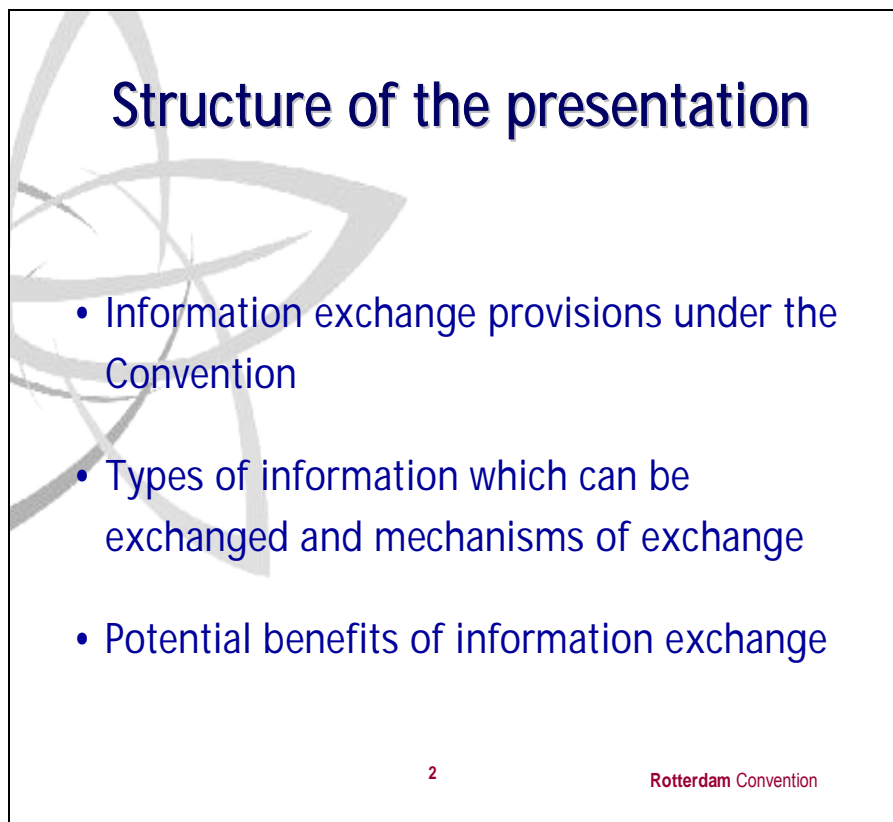 Structure of the presentation
• Information exchange provisions under the
Convention
• Types of information which can be
exchanged and mechanisms of exchange
• Potential benefits of information exchange
2
Rotterdam Convention